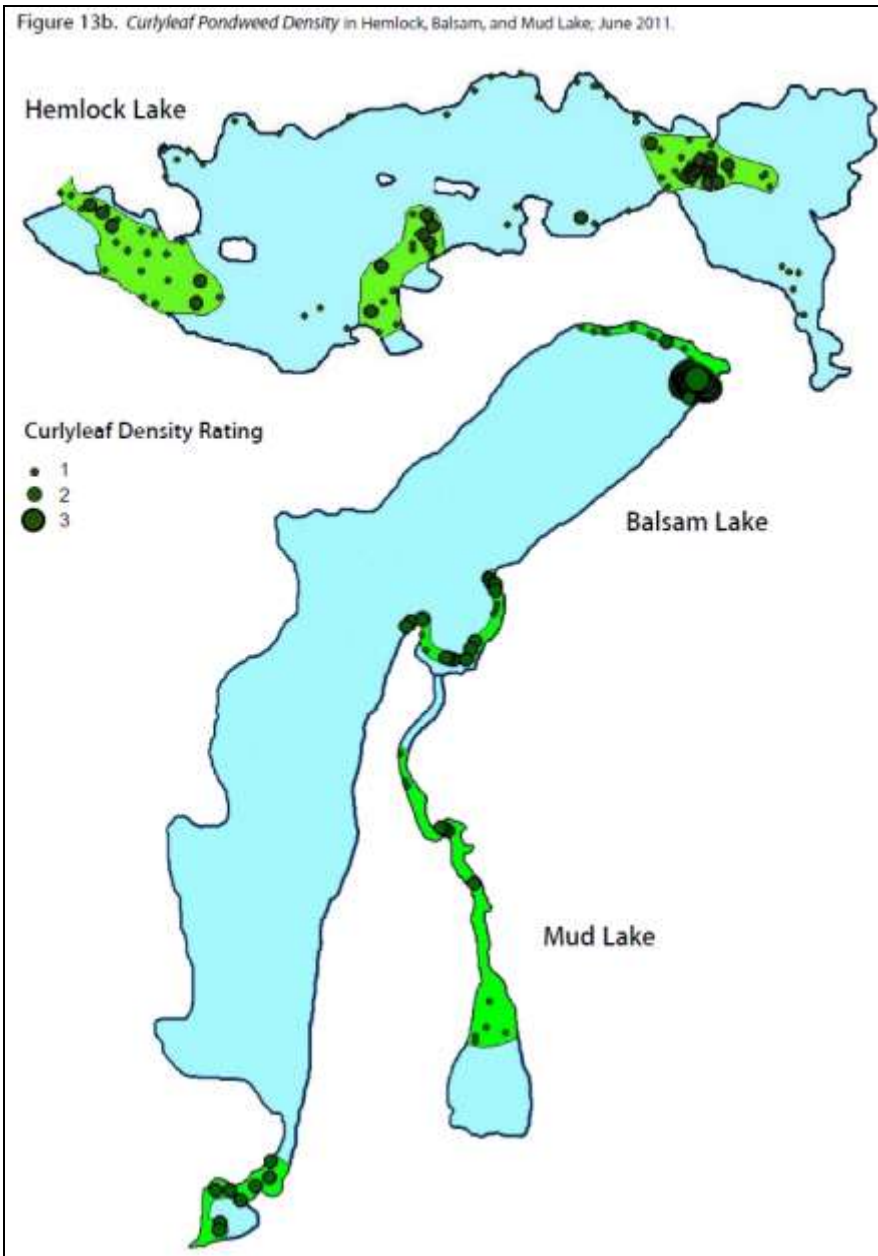 Figure 13b. Curlyleaf Pondweed Density in Hemlock, Balsam, and Mud Lake; June 2011.
Hemlock Lake
Curlyleaf Density Rating
1
2
3
Balsam Lake
Mud Lake